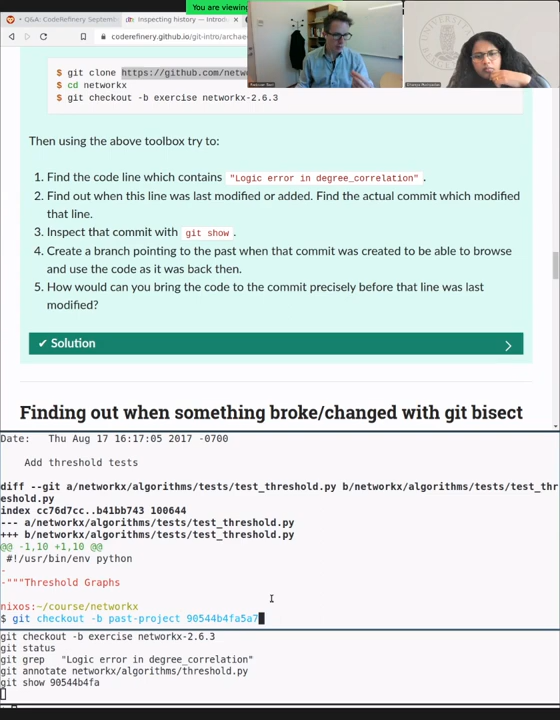 You are viewing
Q&A: CodeRefinery Septemb
Inspecting history — Introdu
coderefinery.github.io/git-intro/archae
$ git clone https://github.com/netwo
$ cd networkx
$ git checkout -b exercise networkx-2.6.3
Then using the above toolbox try to:
1. Find the code line which contains "Logic error in degree_correlation".
2. Find out when this line was last modified or added. Find the actual commit which modified
that line.
3. Inspect that commit with git show.
4. Create a branch pointing to the past when that commit was created to be able to browse
and use the code as it was back then.
5. How would can you bring the code to the commit precisely before that line was last
modified?
✔ Solution
Finding out when something broke/changed with git bisect
Date:   Thu Aug 17 16:17:05 2017 -0700
Add threshold tests
diff --git a/networkx/algorithms/tests/test_threshold.py b/networkx/algorithms/tests/test_thr
eshold.py
index cc76d7cc..b41bb743 100644
--- a/networkx/algorithms/tests/test_threshold.py
+++ b/networkx/algorithms/tests/test_threshold.py
@@ -1,10 +1,10 @@
#!/usr/bin/env python
-
-"""Threshold Graphs
nixos:~/course/networkx
$ git checkout -b past-project 90544b4fa5a7
git checkout -b exercise networkx-2.6.3
git status
git grep   "Logic error in degree_correlation"
git annotate networkx/algorithms/threshold.py
git show 90544b4fa